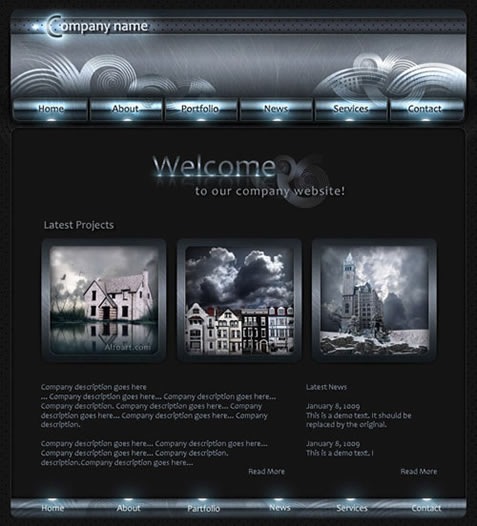 Company name
Home About Portfolio News Services Contact
Welcome
to our company website!
Latest Projects
Alfoart.com
Company description goes here
... Company description goes here... Company
description goes here... Company description goes here...
Company description. Company description goes here... Company
description goes here... Company description goes here... Company
description.
Company description goes here... Company description goes here...
Company description goes here... Company description.
description.Company description goes here...
Read More
Latest News
January 8, 2009
This is a demo text. It should be
replaced by the original.
January 8, 2009
This is a demo text. I
Read More
Home About Portfolio News Services Contact